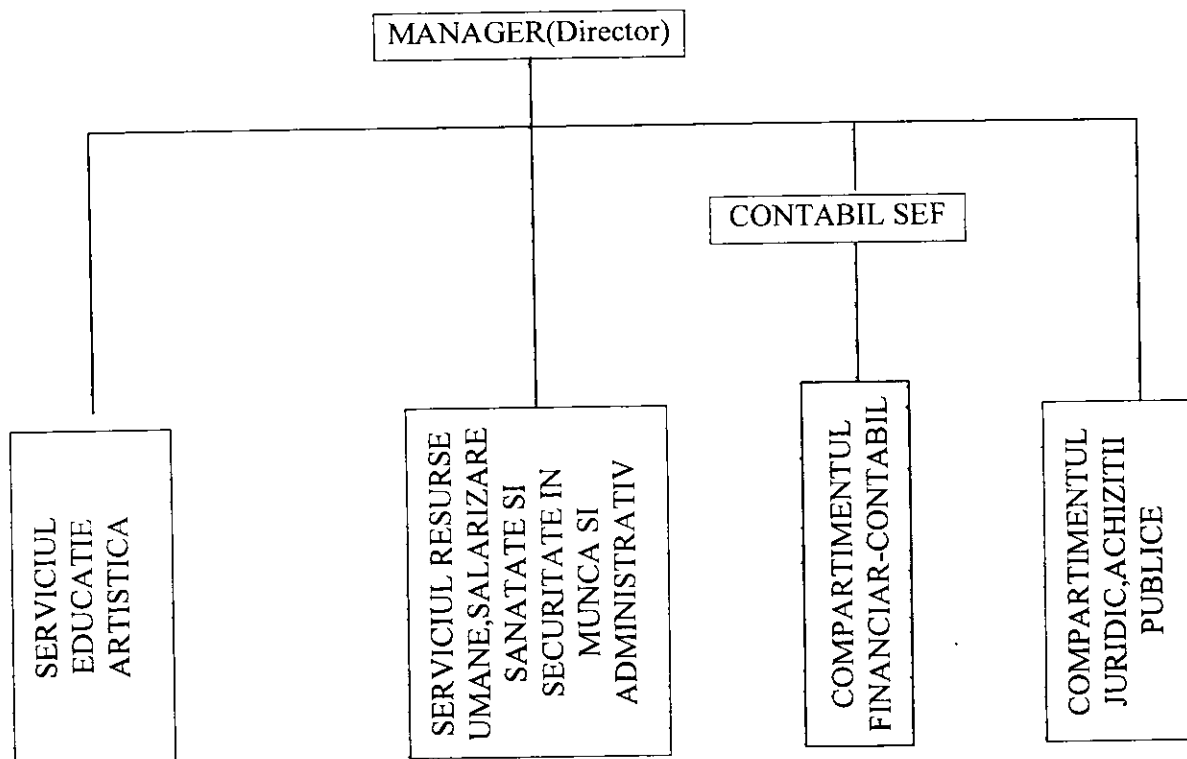 MANAGER(Director)
CONTABIL SEF
SERVICIUL
EDUCATIE
ARTISTICA
SERVICIUL RESURSE
UMANE,SALARIZARE
SANATATE SI
SECURITATE IN
MUNCA SI
ADMINISTRATIV
COMPARTIMENTUL
FINANCIAR-CONTABIL
COMPARTIMENTUL
JURIDIC,ACHIZITII
PUBLICE